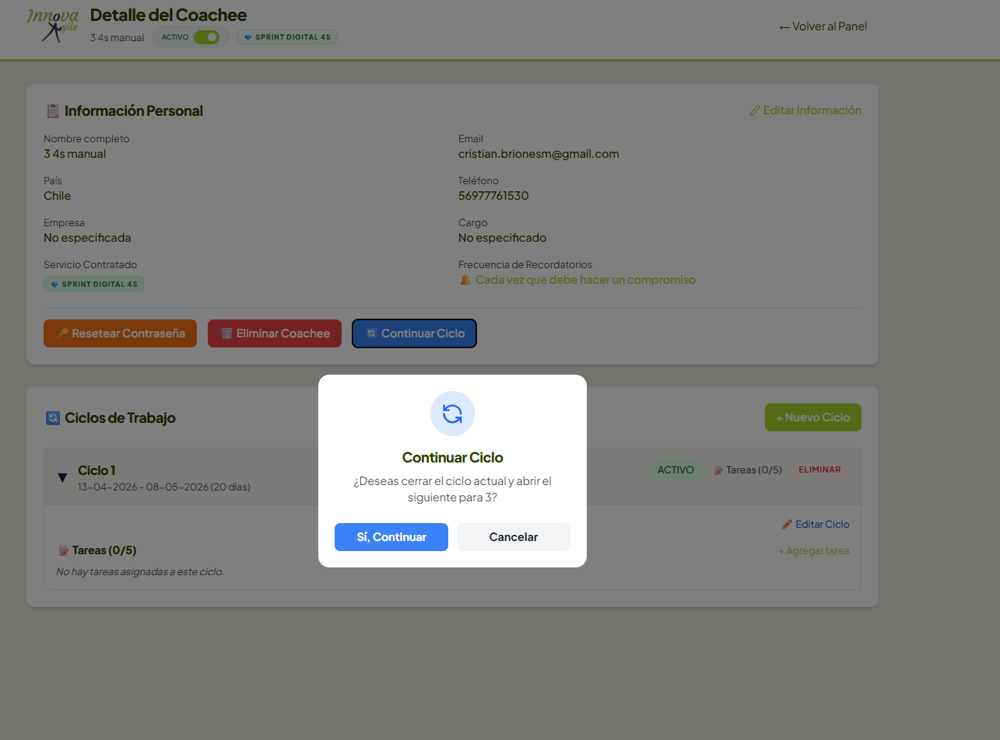 Innova
gile
Detalle del Coachee
3 4s manual
ACTIVO
SPRINT DIGITAL 4S
← Volver al Panel
Información Personal
Editar Información
Nombre completo
3 4s manual
Email
cristian.brionesm@gmail.com
País
Chile
Teléfono
56977761530
Empresa
No especificada
Cargo
No especificado
Servicio Contratado
SPRINT DIGITAL 4S
Frecuencia de Recordatorios
Cada vez que debe hacer un compromiso
Resetear Contraseña
Eliminar Coachee
Continuar Ciclo
Ciclos de Trabajo
+ Nuevo Ciclo
▼ Ciclo 1
13-04-2026 - 08-05-2026 (20 días)
ACTIVO
Tareas (0/5)
ELIMINAR
Editar Ciclo
Tareas (0/5)
+ Agregar tarea
No hay tareas asignadas a este ciclo.
Continuar Ciclo
¿Deseas cerrar el ciclo actual y abrir el
siguiente para 3?
Sí, Continuar
Cancelar